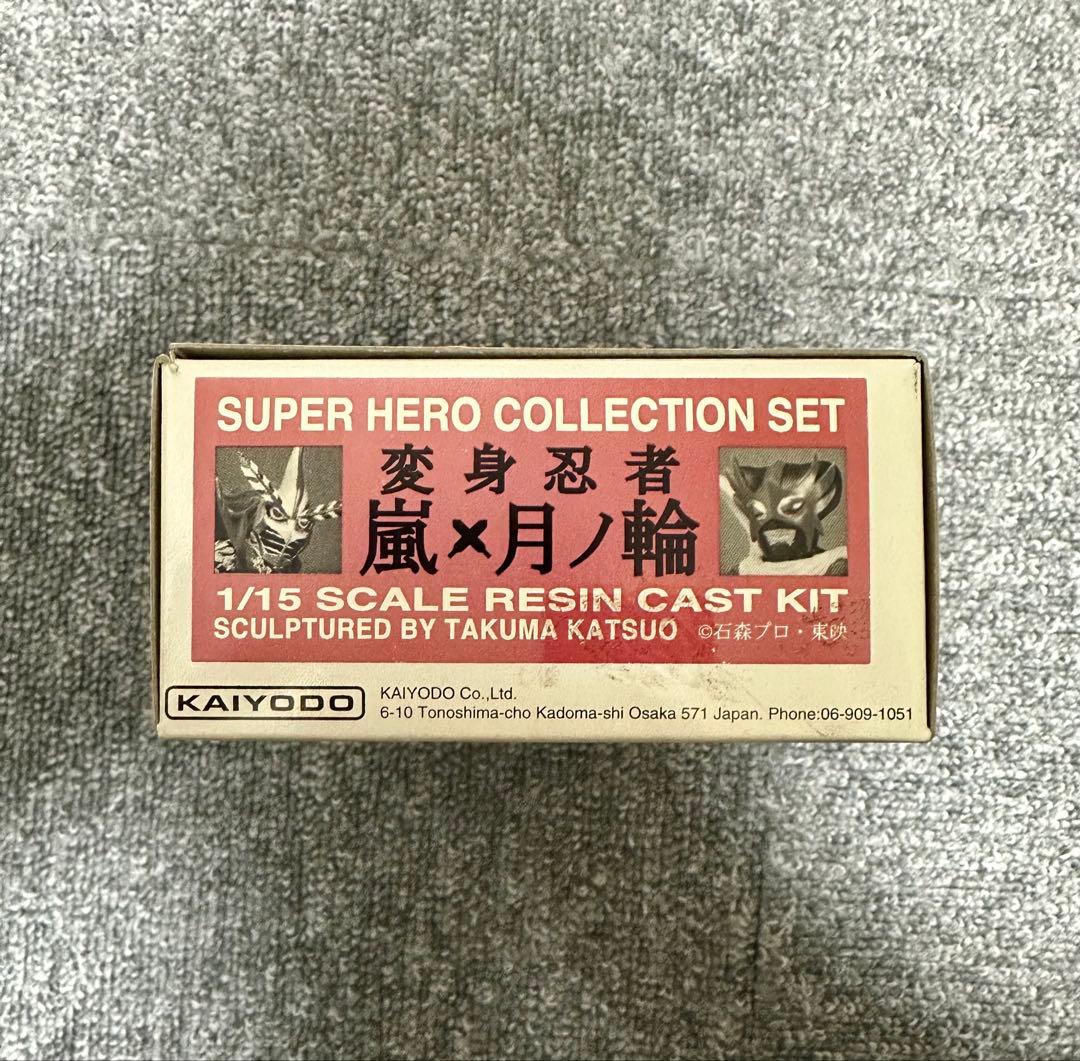 SUPER HERO COLLECTION SET
変身忍者
嵐×月ノ輪
1/15 SCALE RESIN CAST KIT
SCULPTURED BY TAKUMA KATSUO ©石森プロ・東映
KAIYODO
KAIYODO Co.,Ltd.
6-10 Tonoshima-cho Kadoma-shi Osaka 571 Japan. Phone:06-909-1051